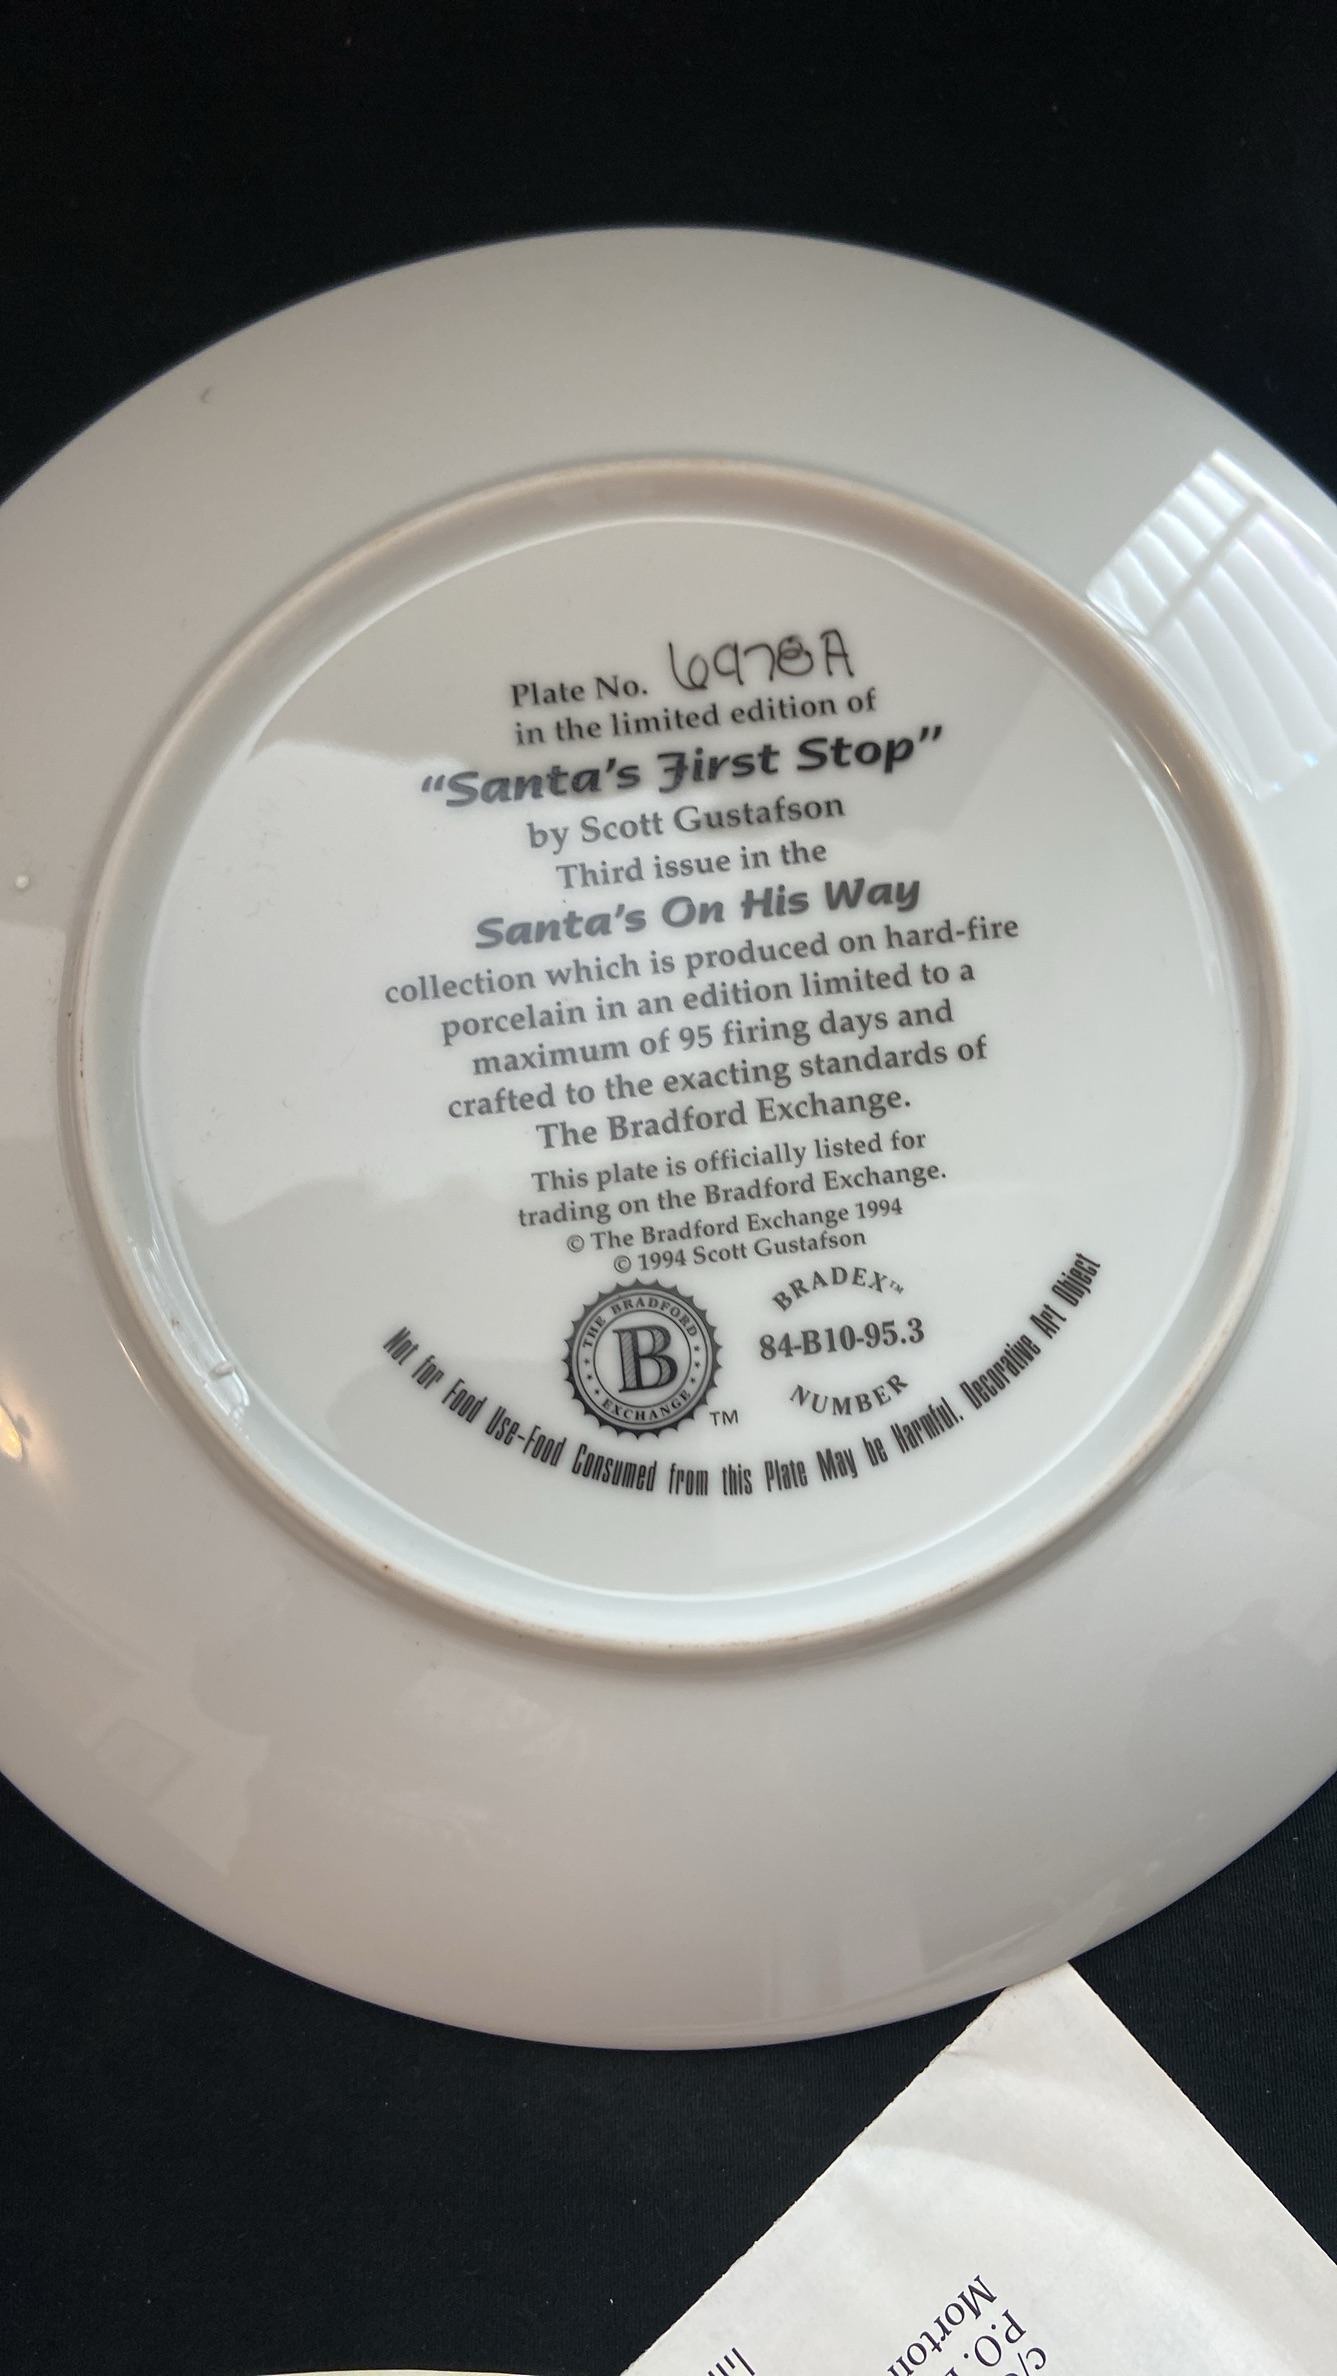 Plate No. 6978A
in the limited edition of
“Santa's First Stop”
by Scott Gustafson
Third issue in the
Santa's On His Way
collection which is produced on hard-fire
porcelain in an edition limited to a
maximum of 95 firing days and
crafted to the exacting standards of
The Bradford Exchange.
This plate is officially listed for
trading on the Bradford Exchange.
© The Bradford Exchange 1994
© 1994 Scott Gustafson
THE BRADFORD
B
EXCHANGE
TM
BRADEX™
84-B10-95.3
NUMBER
Not for Food Use-Food Consumed from this Plate May be Harmful. Decorative Art Object
c/o
P.O.
Morton